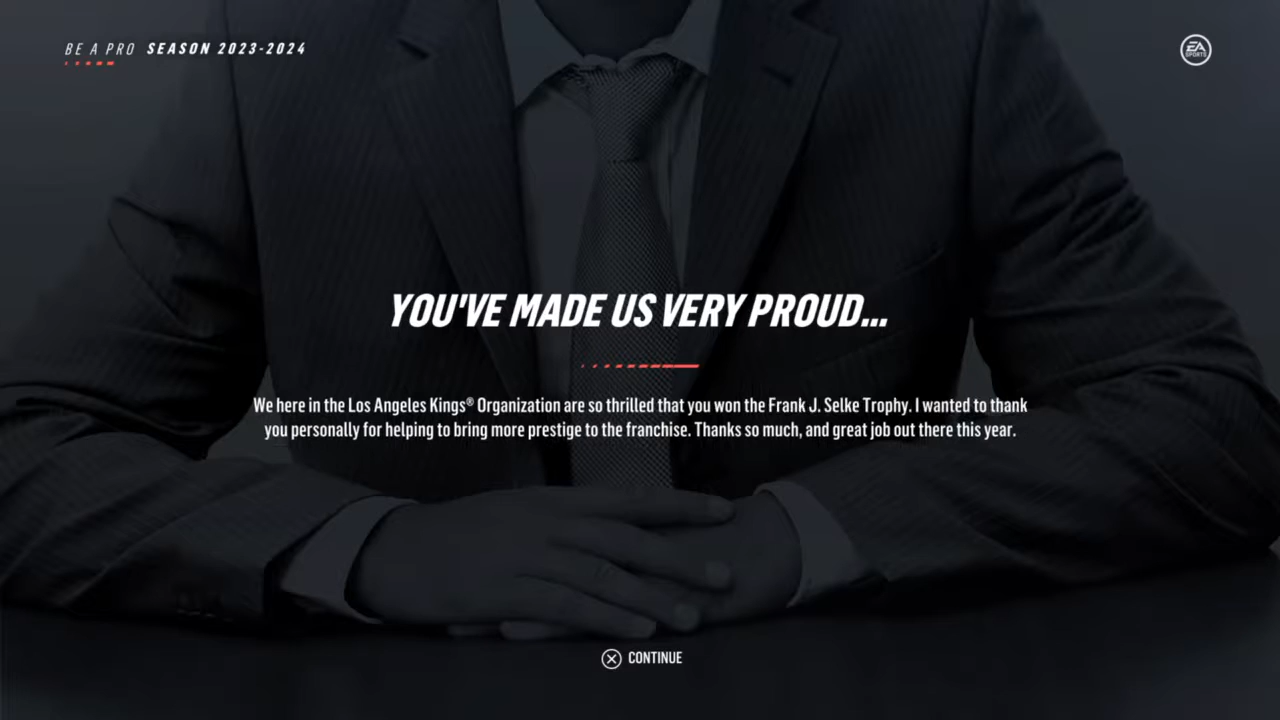 BE A PRO SEASON 2023-2024
EA
SPORTS
YOU'VE MADE US VERY PROUD...
We here in the Los Angeles Kings® Organization are so thrilled that you won the Frank J. Selke Trophy. I wanted to thank
you personally for helping to bring more prestige to the franchise. Thanks so much, and great job out there this year.
CONTINUE